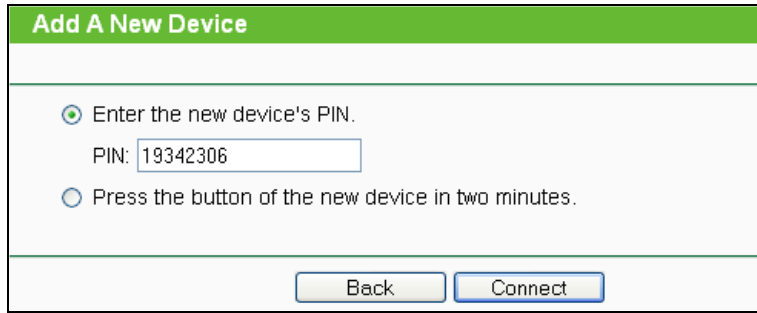 Add A New Device
Enter the new device's PIN.
PIN: 19342306
Press the button of the new device in two minutes.
Back Connect